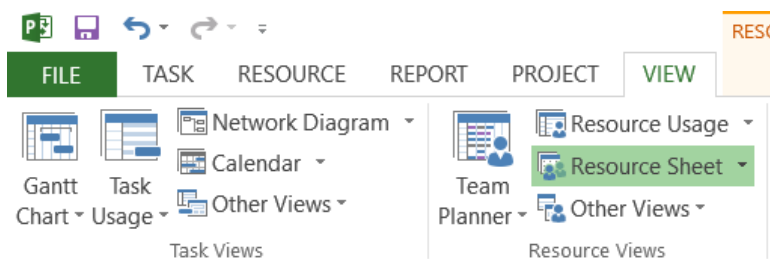 RESO
FILE TASK RESOURCE REPORT PROJECT VIEW
Network Diagram
Calendar
Other Views
Gantt
Chart
Task
Usage
Task Views
Team
Planner
Resource Usage
Resource Sheet
Other Views
Resource Views